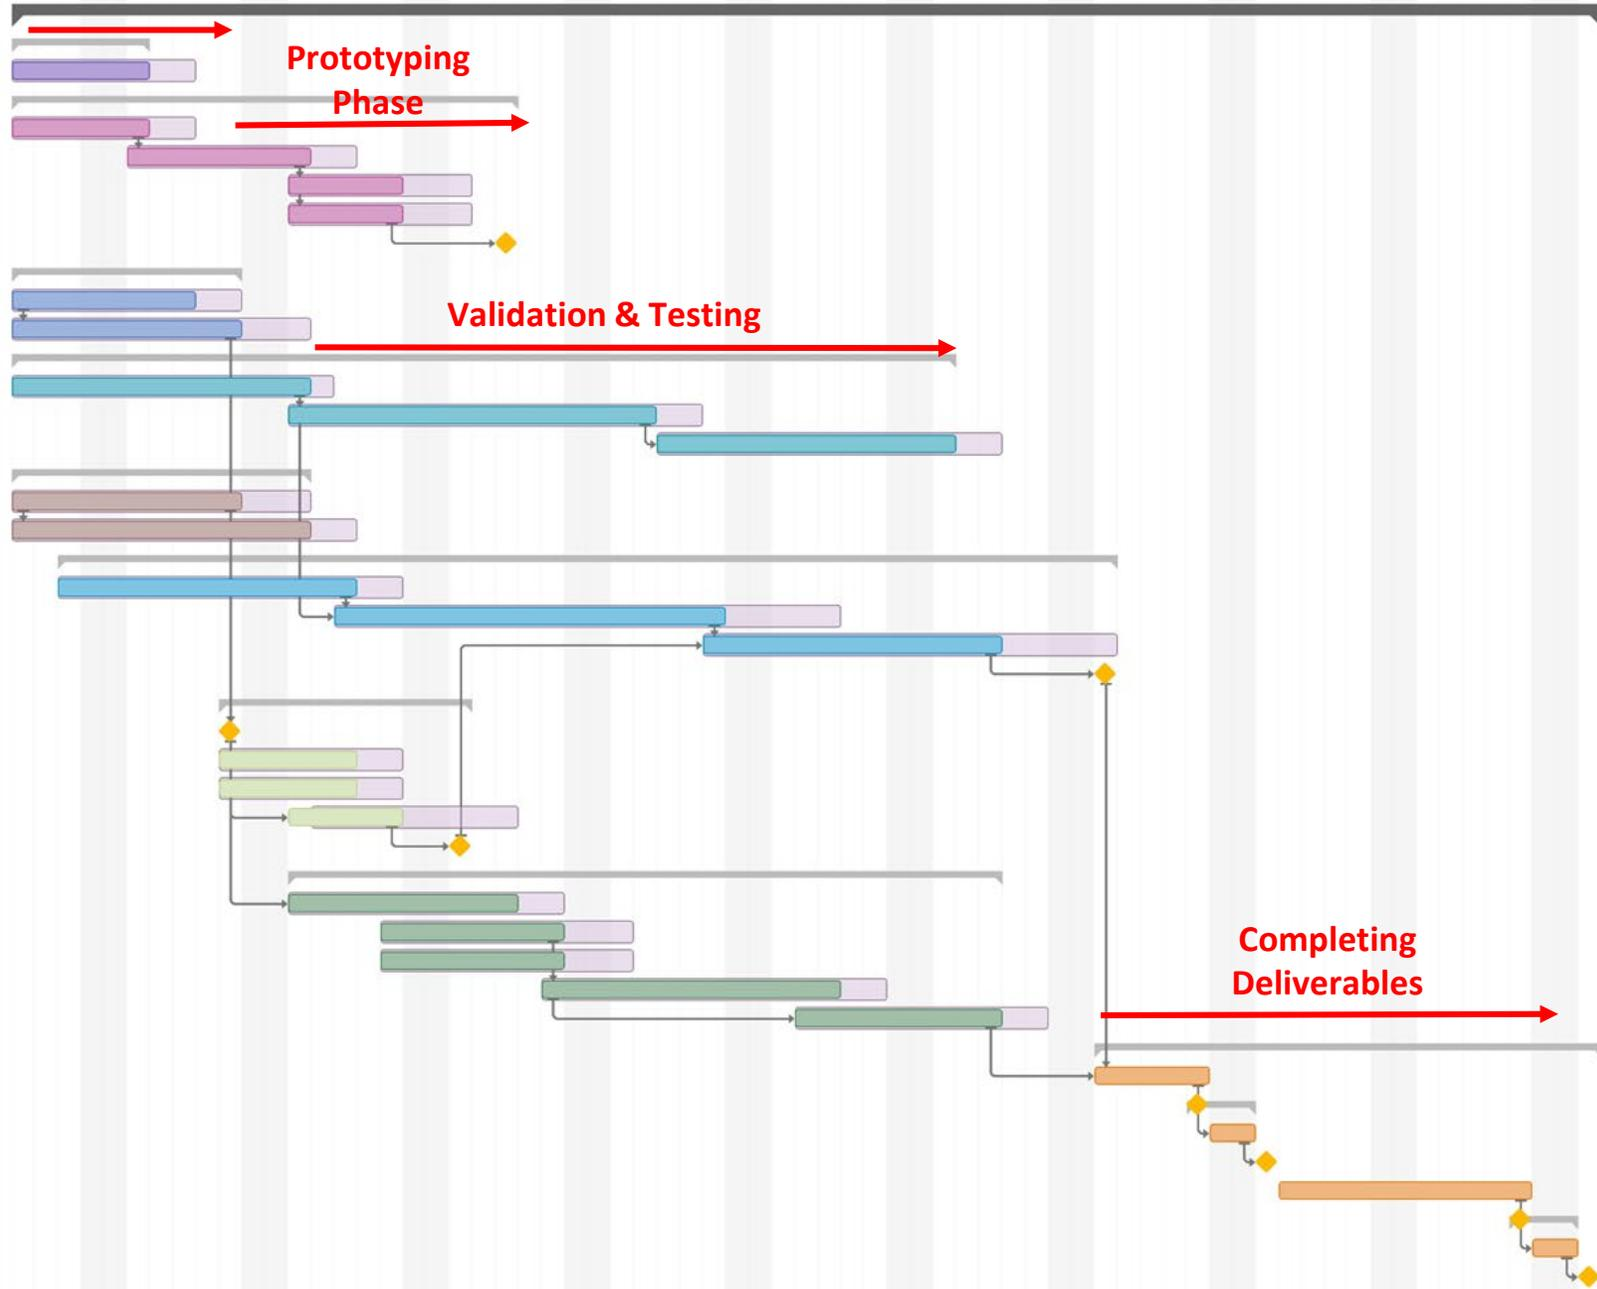 Prototyping
Phase
Validation & Testing
Completing
Deliverables